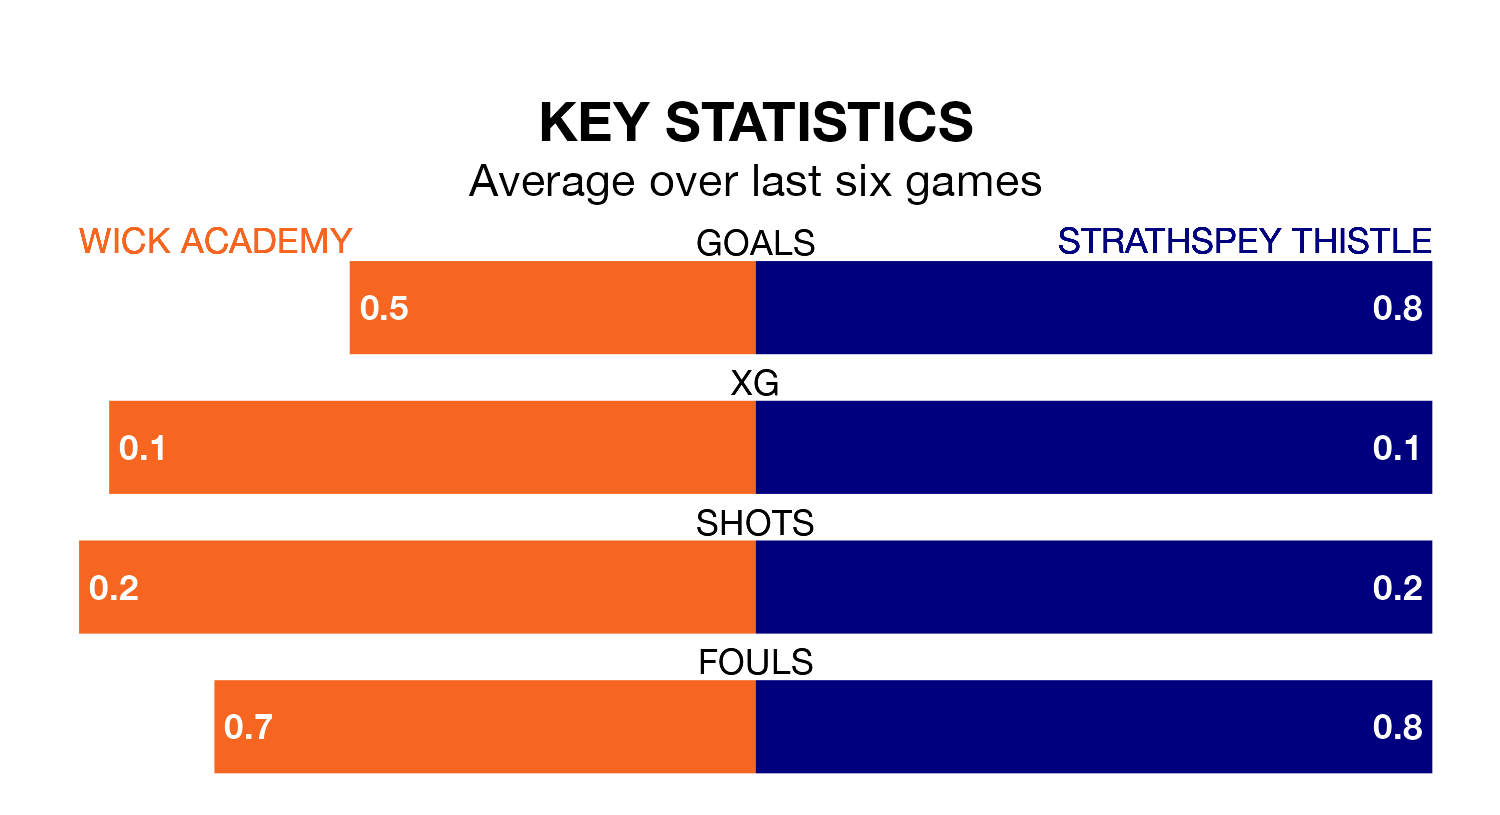 KEY STATISTICS
Average over last six games
WICK ACADEMY GOALS STRATHSPEY THISTLE
0.5 0.8
XG
0.1 0.1
SHOTS
0.2 0.2
FOULS
0.7 0.8